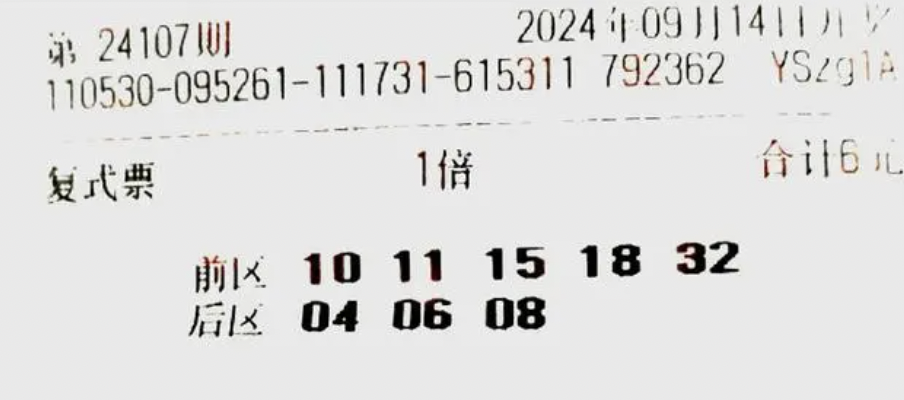 第 24107期 2024年09月14日开奖
110530-095261-111731-615311 792362 YSzg1A
复式票 1倍 合计6元
前区 10 11 15 18 32
后区 04 06 08